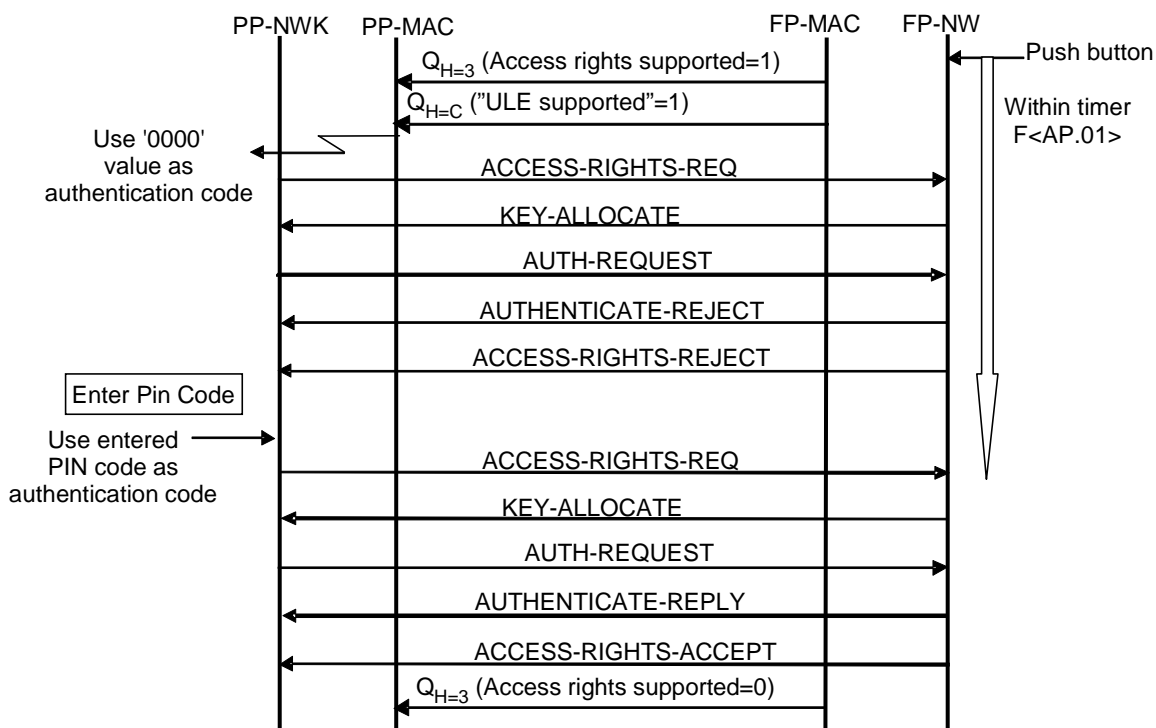 PP-NWK PP-MAC FP-MAC FP-NW
Push button
QH=3 (Access rights supported=1)
QH=C ("ULE supported"=1)
Within timer
F<AP.01>
Use '0000'
value as
authentication code
ACCESS-RIGHTS-REQ
KEY-ALLOCATE
AUTH-REQUEST
AUTHENTICATE-REJECT
ACCESS-RIGHTS-REJECT
Enter Pin Code
Use entered
PIN code as
authentication code
ACCESS-RIGHTS-REQ
KEY-ALLOCATE
AUTH-REQUEST
AUTHENTICATE-REPLY
ACCESS-RIGHTS-ACCEPT
QH=3 (Access rights supported=0)